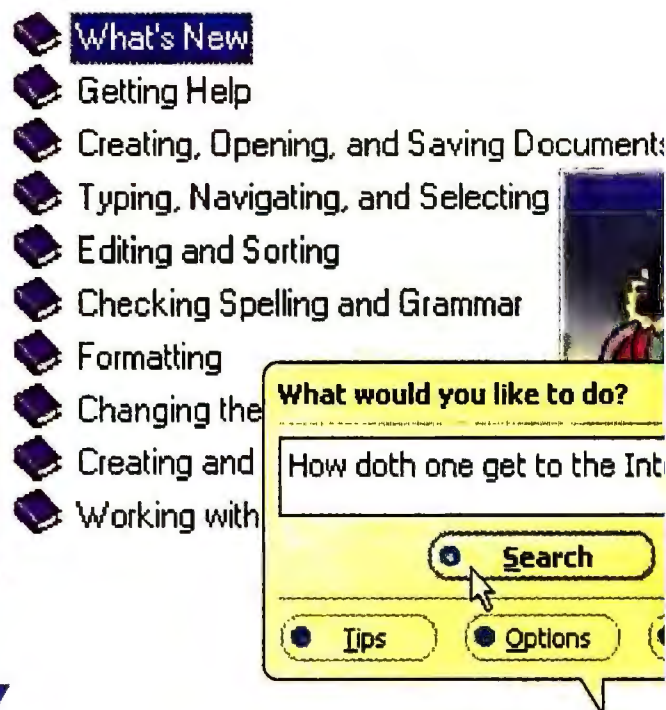 What's New
Getting Help
Creating, Opening, and Saving Documents
Typing, Navigating, and Selecting
Editing and Sorting
Checking Spelling and Grammar
Formatting
Changing the
Creating and
Working with
What would you like to do?
How doth one get to the Int
Search
Tips Options